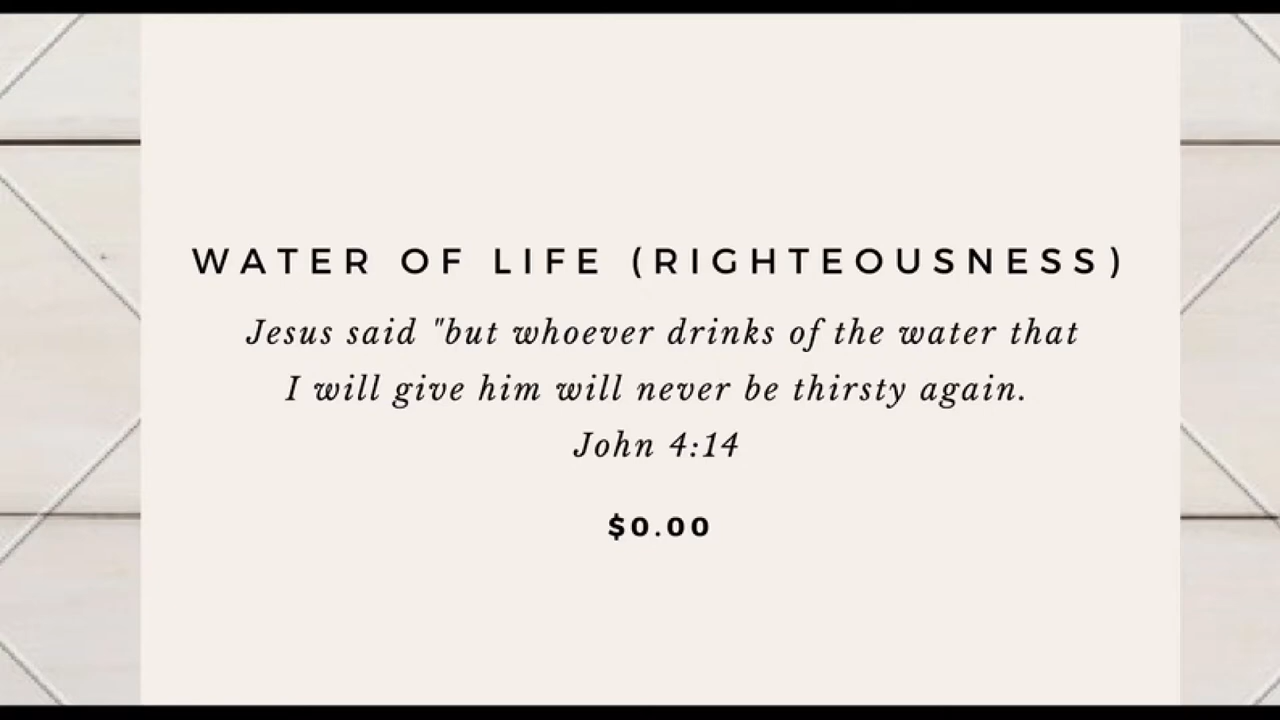 WATER OF LIFE (RIGHTEOUSNESS)
Jesus said "but whoever drinks of the water that
I will give him will never be thirsty again.
John 4:14
$0.00